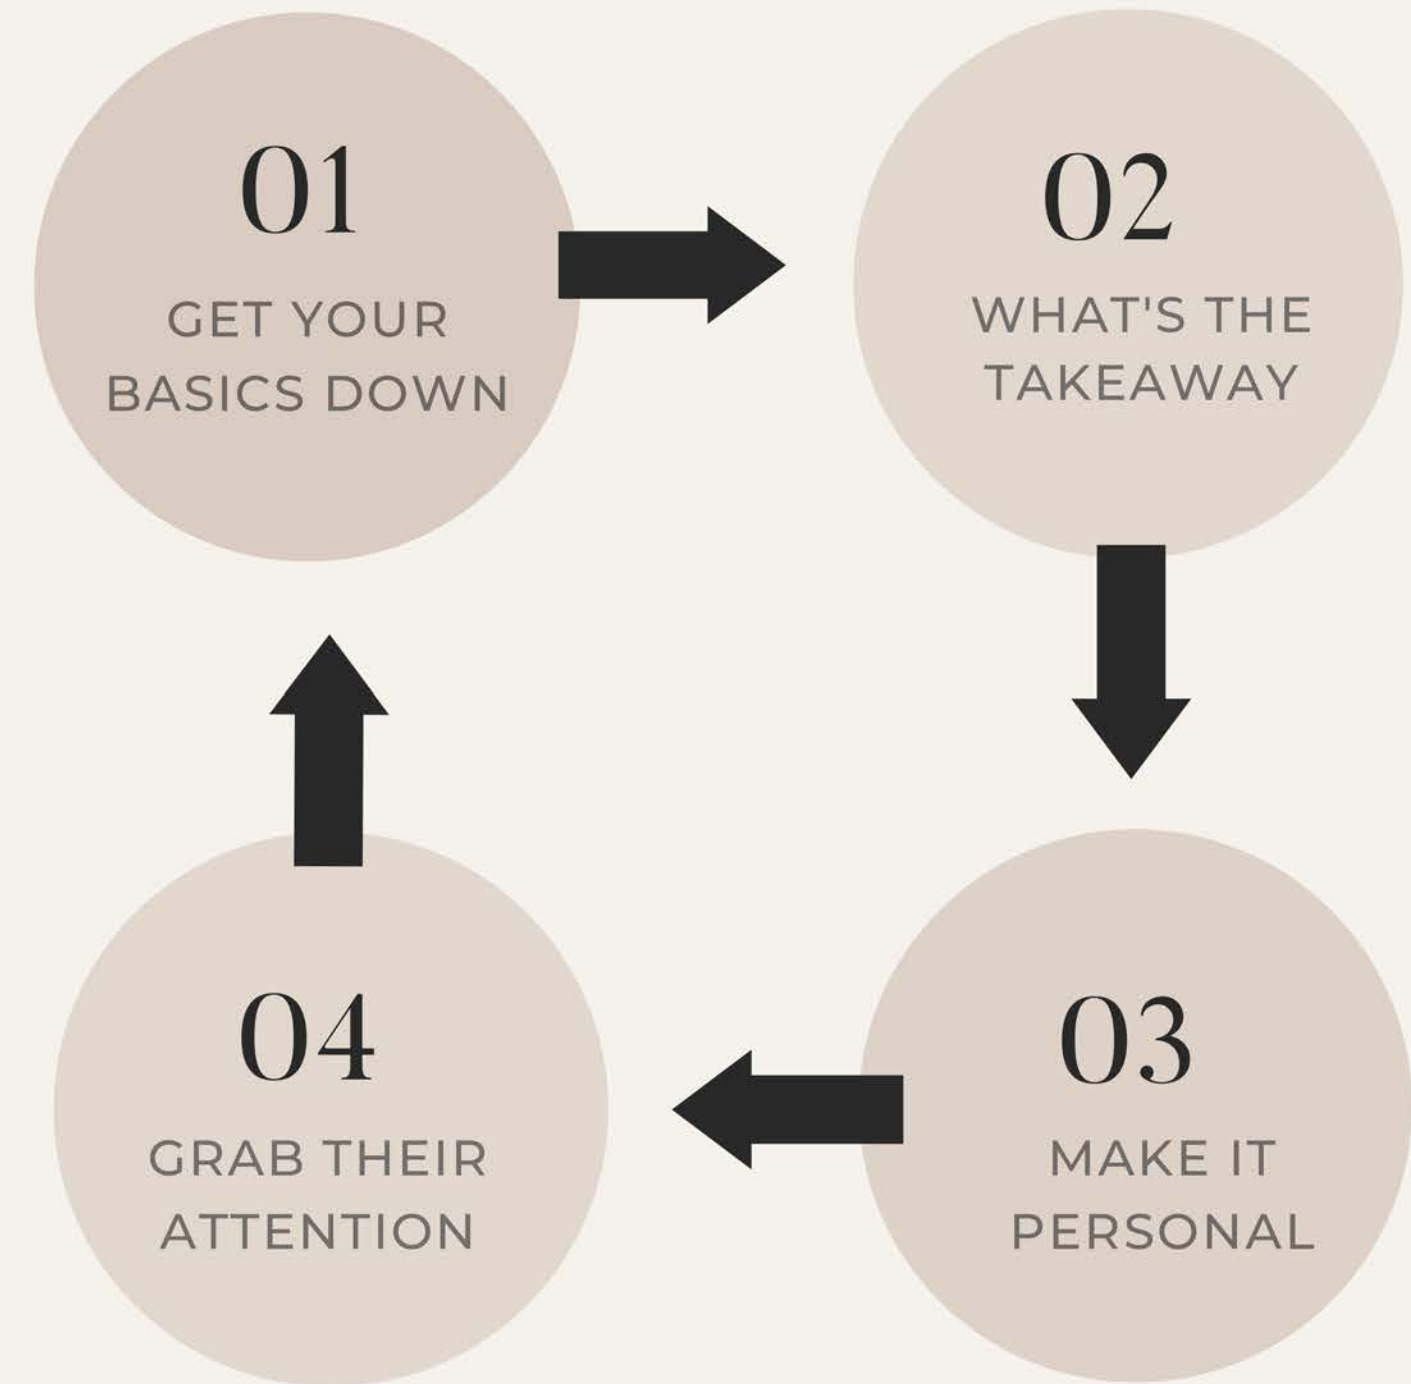 01
GET YOUR
BASICS DOWN
02
WHAT'S THE
TAKEAWAY
03
MAKE IT
PERSONAL
04
GRAB THEIR
ATTENTION